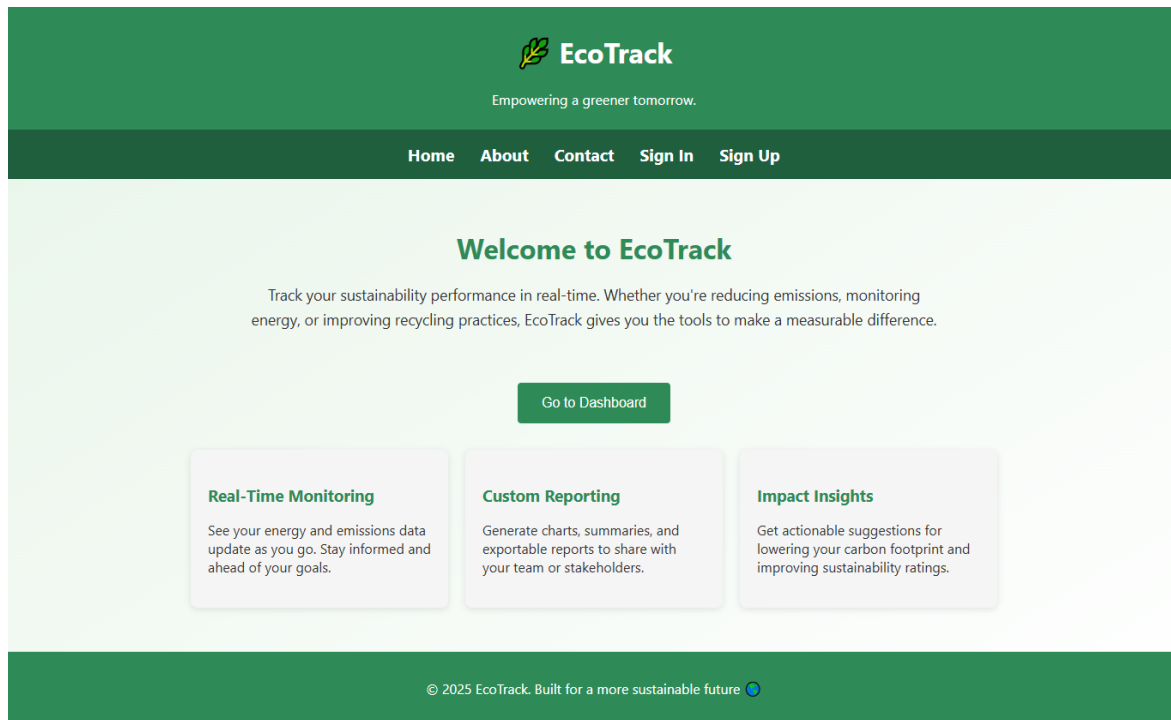 EcoTrack
Empowering a greener tomorrow.
Home About Contact Sign In Sign Up
Welcome to EcoTrack
Track your sustainability performance in real-time. Whether you're reducing emissions, monitoring
energy, or improving recycling practices, EcoTrack gives you the tools to make a measurable difference.
Go to Dashboard
Real-Time Monitoring
See your energy and emissions data
update as you go. Stay informed and
ahead of your goals.
Custom Reporting
Generate charts, summaries, and
exportable reports to share with
your team or stakeholders.
Impact Insights
Get actionable suggestions for
lowering your carbon footprint and
improving sustainability ratings.
© 2025 EcoTrack. Built for a more sustainable future 🌎